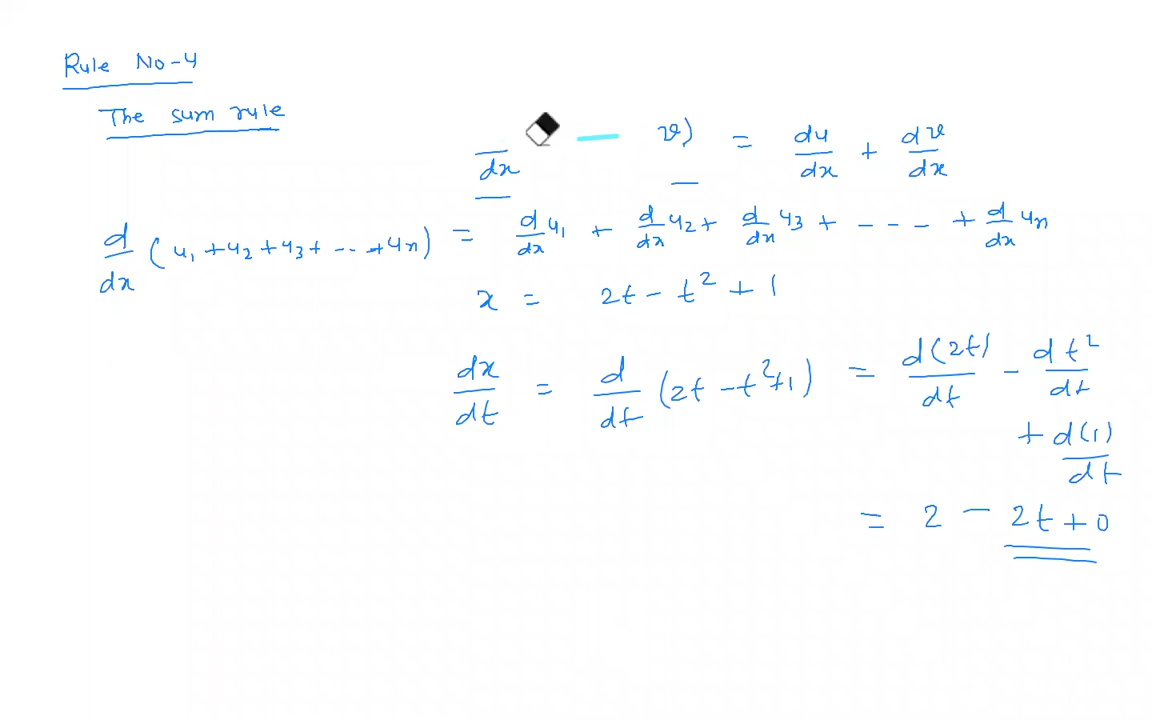 Rule No-4
The sum rule
dx v) = du/dx + dv/dx
d/dx (u₁ + u₂ + u₃ + -- - + un) = d/dx u₁ + d/dx u₂ + d/dx u₃ + - - - - + d/dx un
x = 2t - t² + 1
dx/dt = d/dt (2t - t² + 1) = d(2t)/dt - dt²/dt
+ d(1)/dt
= 2 - 2t + 0